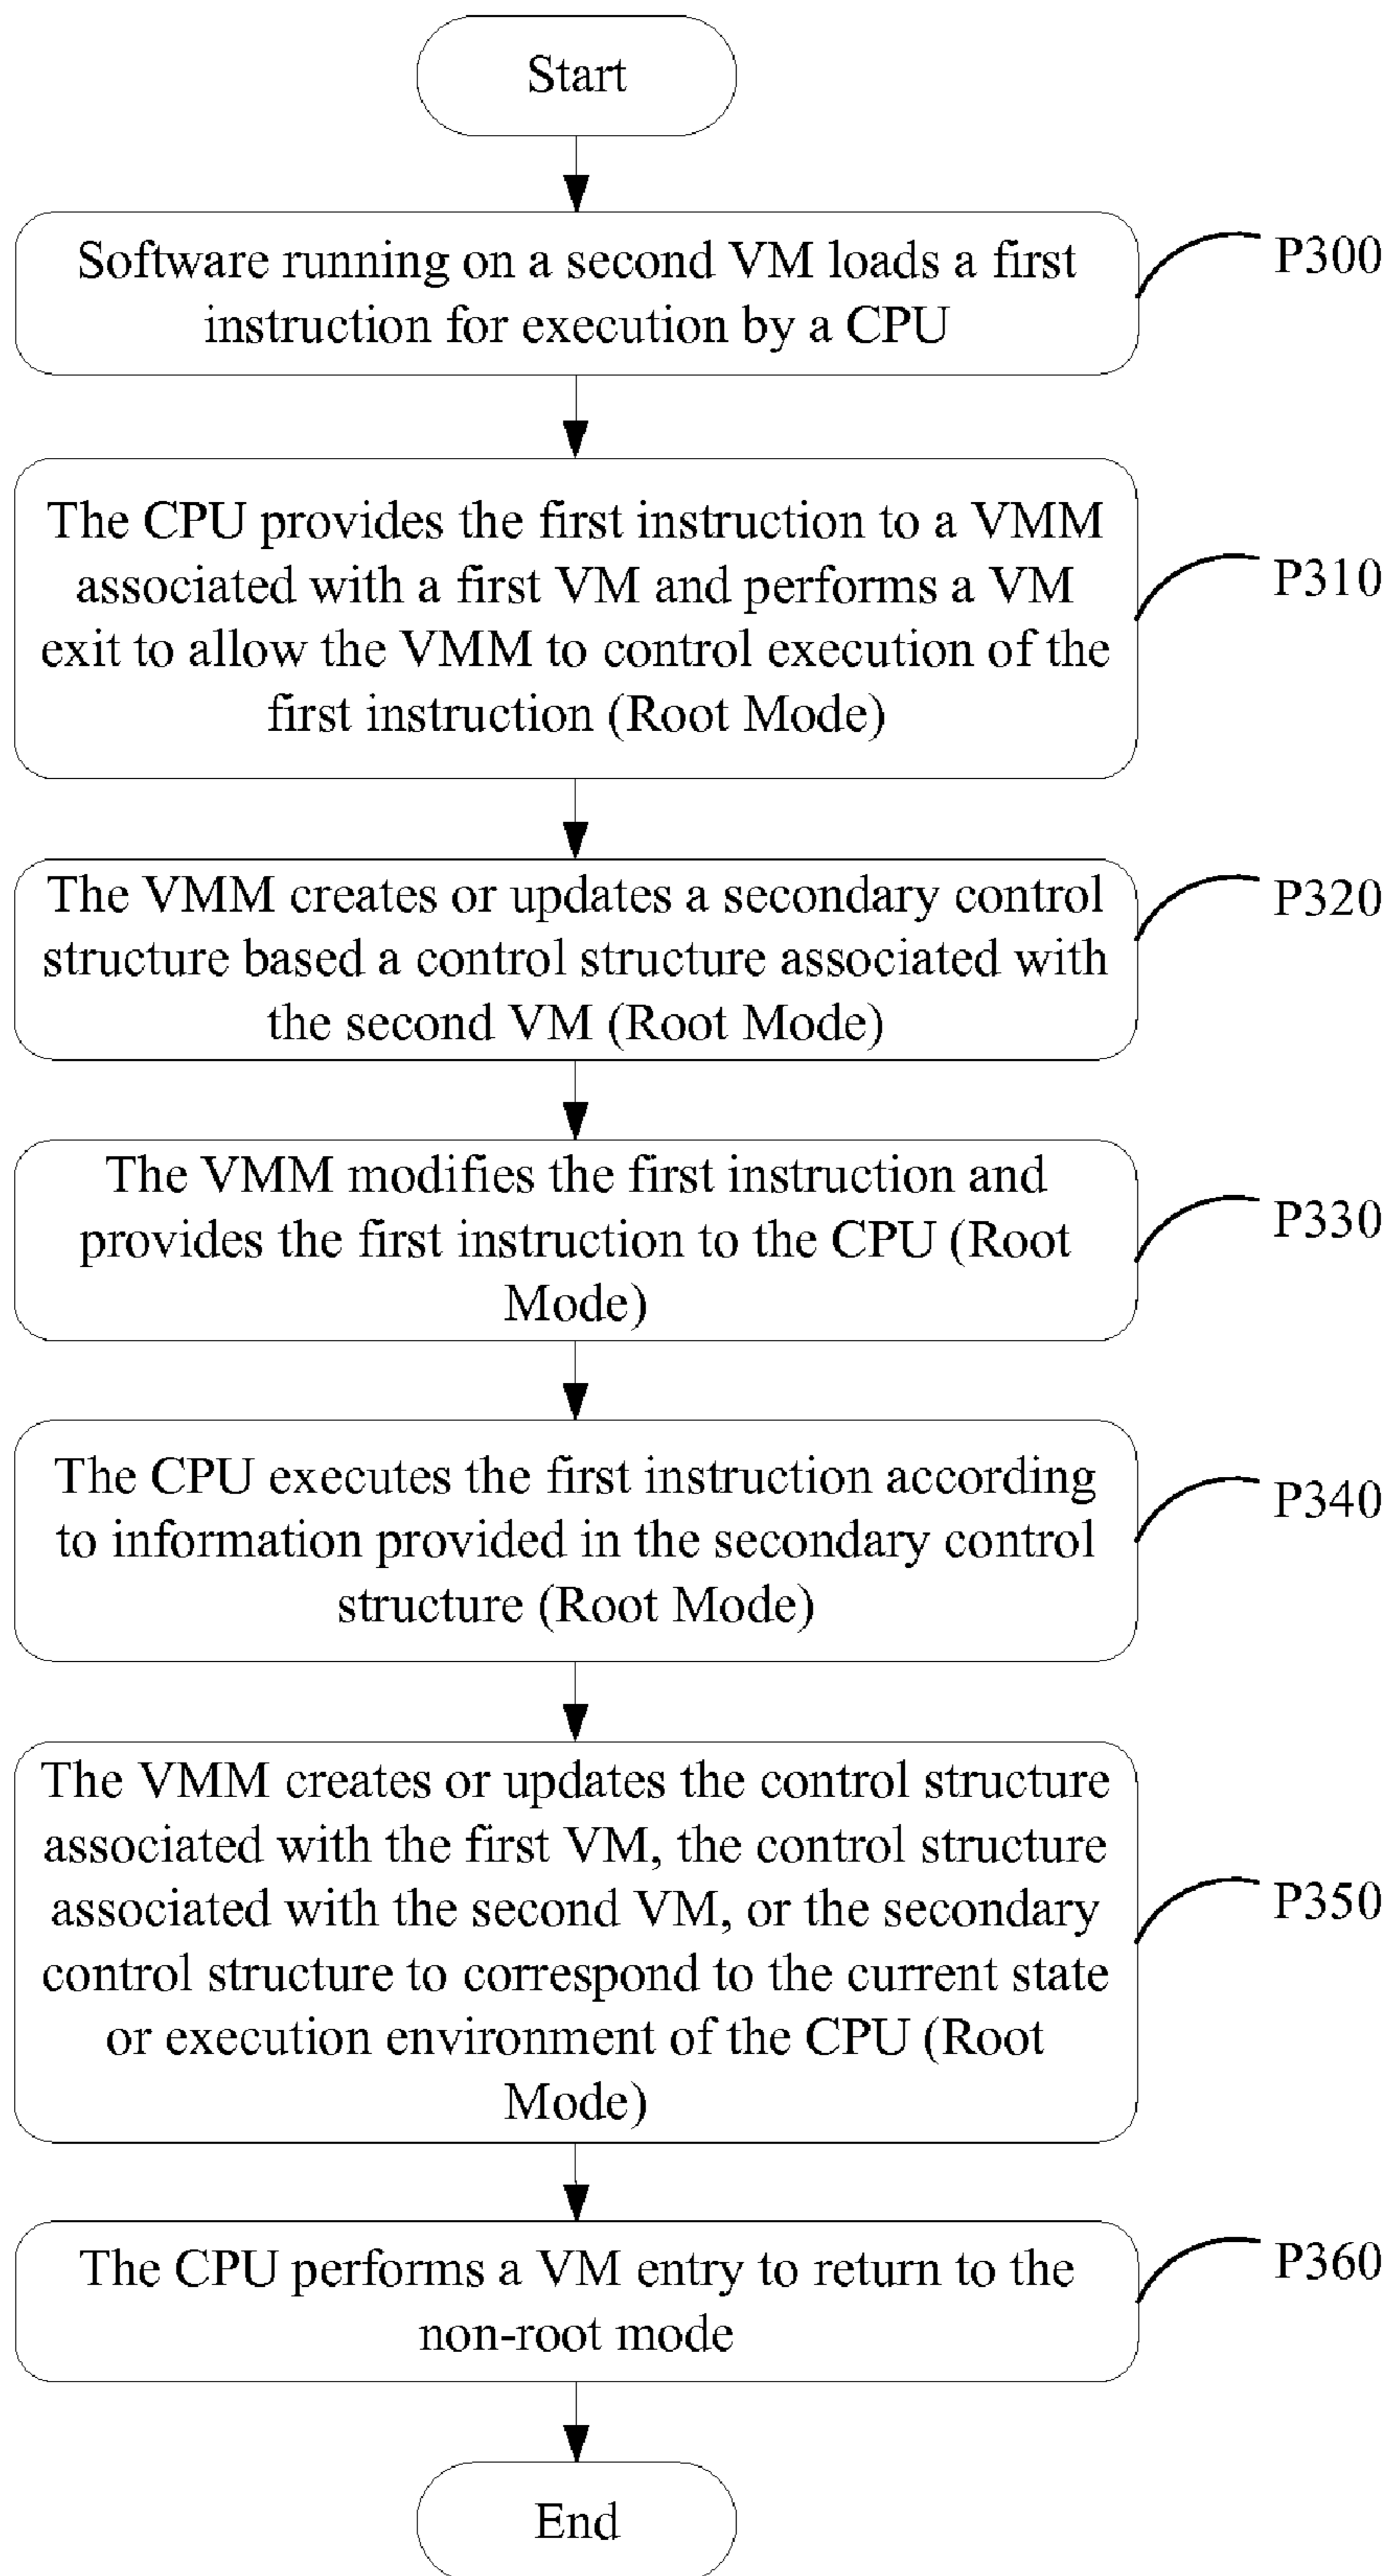 Start
Software running on a second VM loads a first
instruction for execution by a CPU
P300
The CPU provides the first instruction to a VMM
associated with a first VM and performs a VM
exit to allow the VMM to control execution of the
first instruction (Root Mode)
P310
The VMM creates or updates a secondary control
structure based a control structure associated with
the second VM (Root Mode)
P320
The VMM modifies the first instruction and
provides the first instruction to the CPU (Root
Mode)
P330
The CPU executes the first instruction according
to information provided in the secondary control
structure (Root Mode)
P340
The VMM creates or updates the control structure
associated with the first VM, the control structure
associated with the second VM, or the secondary
control structure to correspond to the current state
or execution environment of the CPU (Root
Mode)
P350
The CPU performs a VM entry to return to the
non-root mode
P360
End